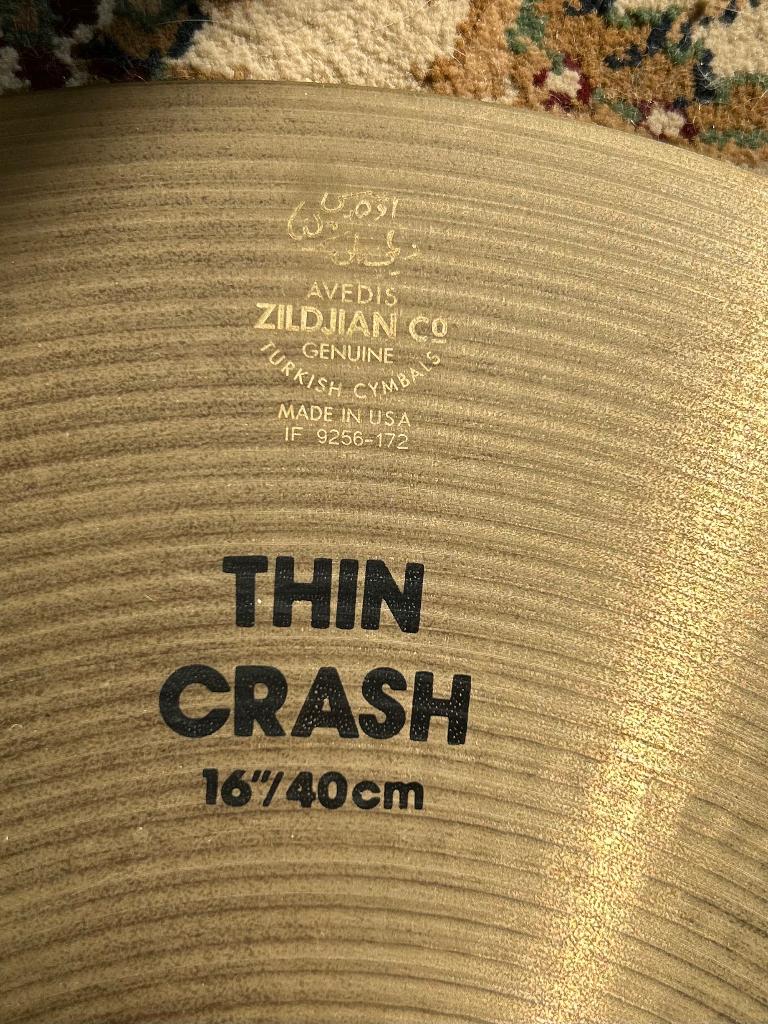 AVEDIS
ZILDJIAN Cº
GENUINE
TURKISH CYMBALS
MADE IN USA
IF 9256-172
THIN
CRASH
16"/40cm